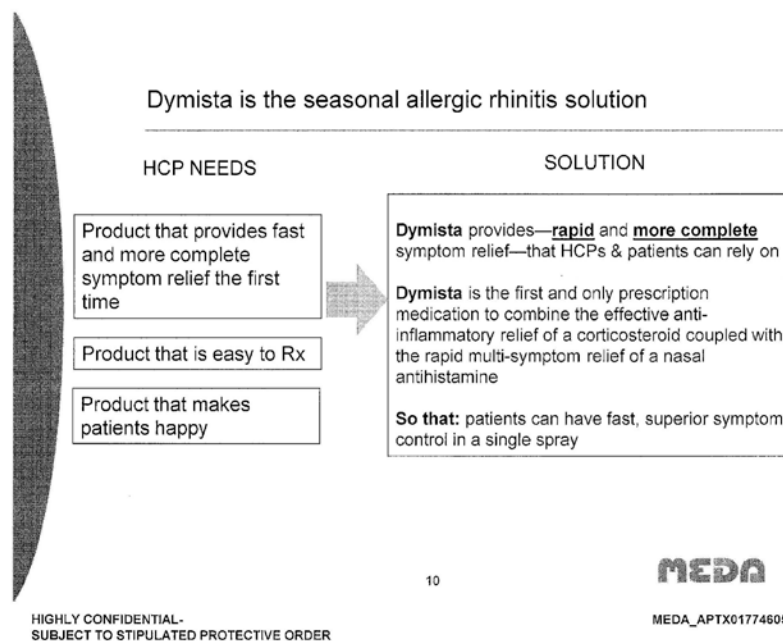 Dymista is the seasonal allergic rhinitis solution
HCP NEEDS
Product that provides fast
and more complete
symptom relief the first
time
Product that is easy to Rx
Product that makes
patients happy
SOLUTION
Dymista provides—rapid and more complete
symptom relief—that HCPs & patients can rely on
Dymista is the first and only prescription
medication to combine the effective anti-
inflammatory relief of a corticosteroid coupled with
the rapid multi-symptom relief of a nasal
antihistamine
So that: patients can have fast, superior symptom
control in a single spray
10
MEDA
HIGHLY CONFIDENTIAL-
SUBJECT TO STIPULATED PROTECTIVE ORDER